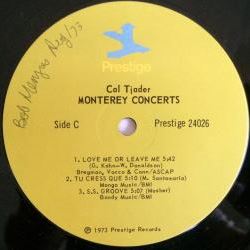 Prestige
Cal Tjader
MONTEREY CONCERTS
Side C
Prestige 24026
1. LOVE ME OR LEAVE ME 5:42
(G. Kahn–W. Donaldson)
Bregman, Vocco & Conn/ASCAP
2. TU CRESS QUE 5:10 (M. Santamaria)
Mongo Music/BMI
3. S.S. GROOVE 5:07 (Mosher)
Bandy Music/BMI
℗ 1973 Prestige Records
Bob